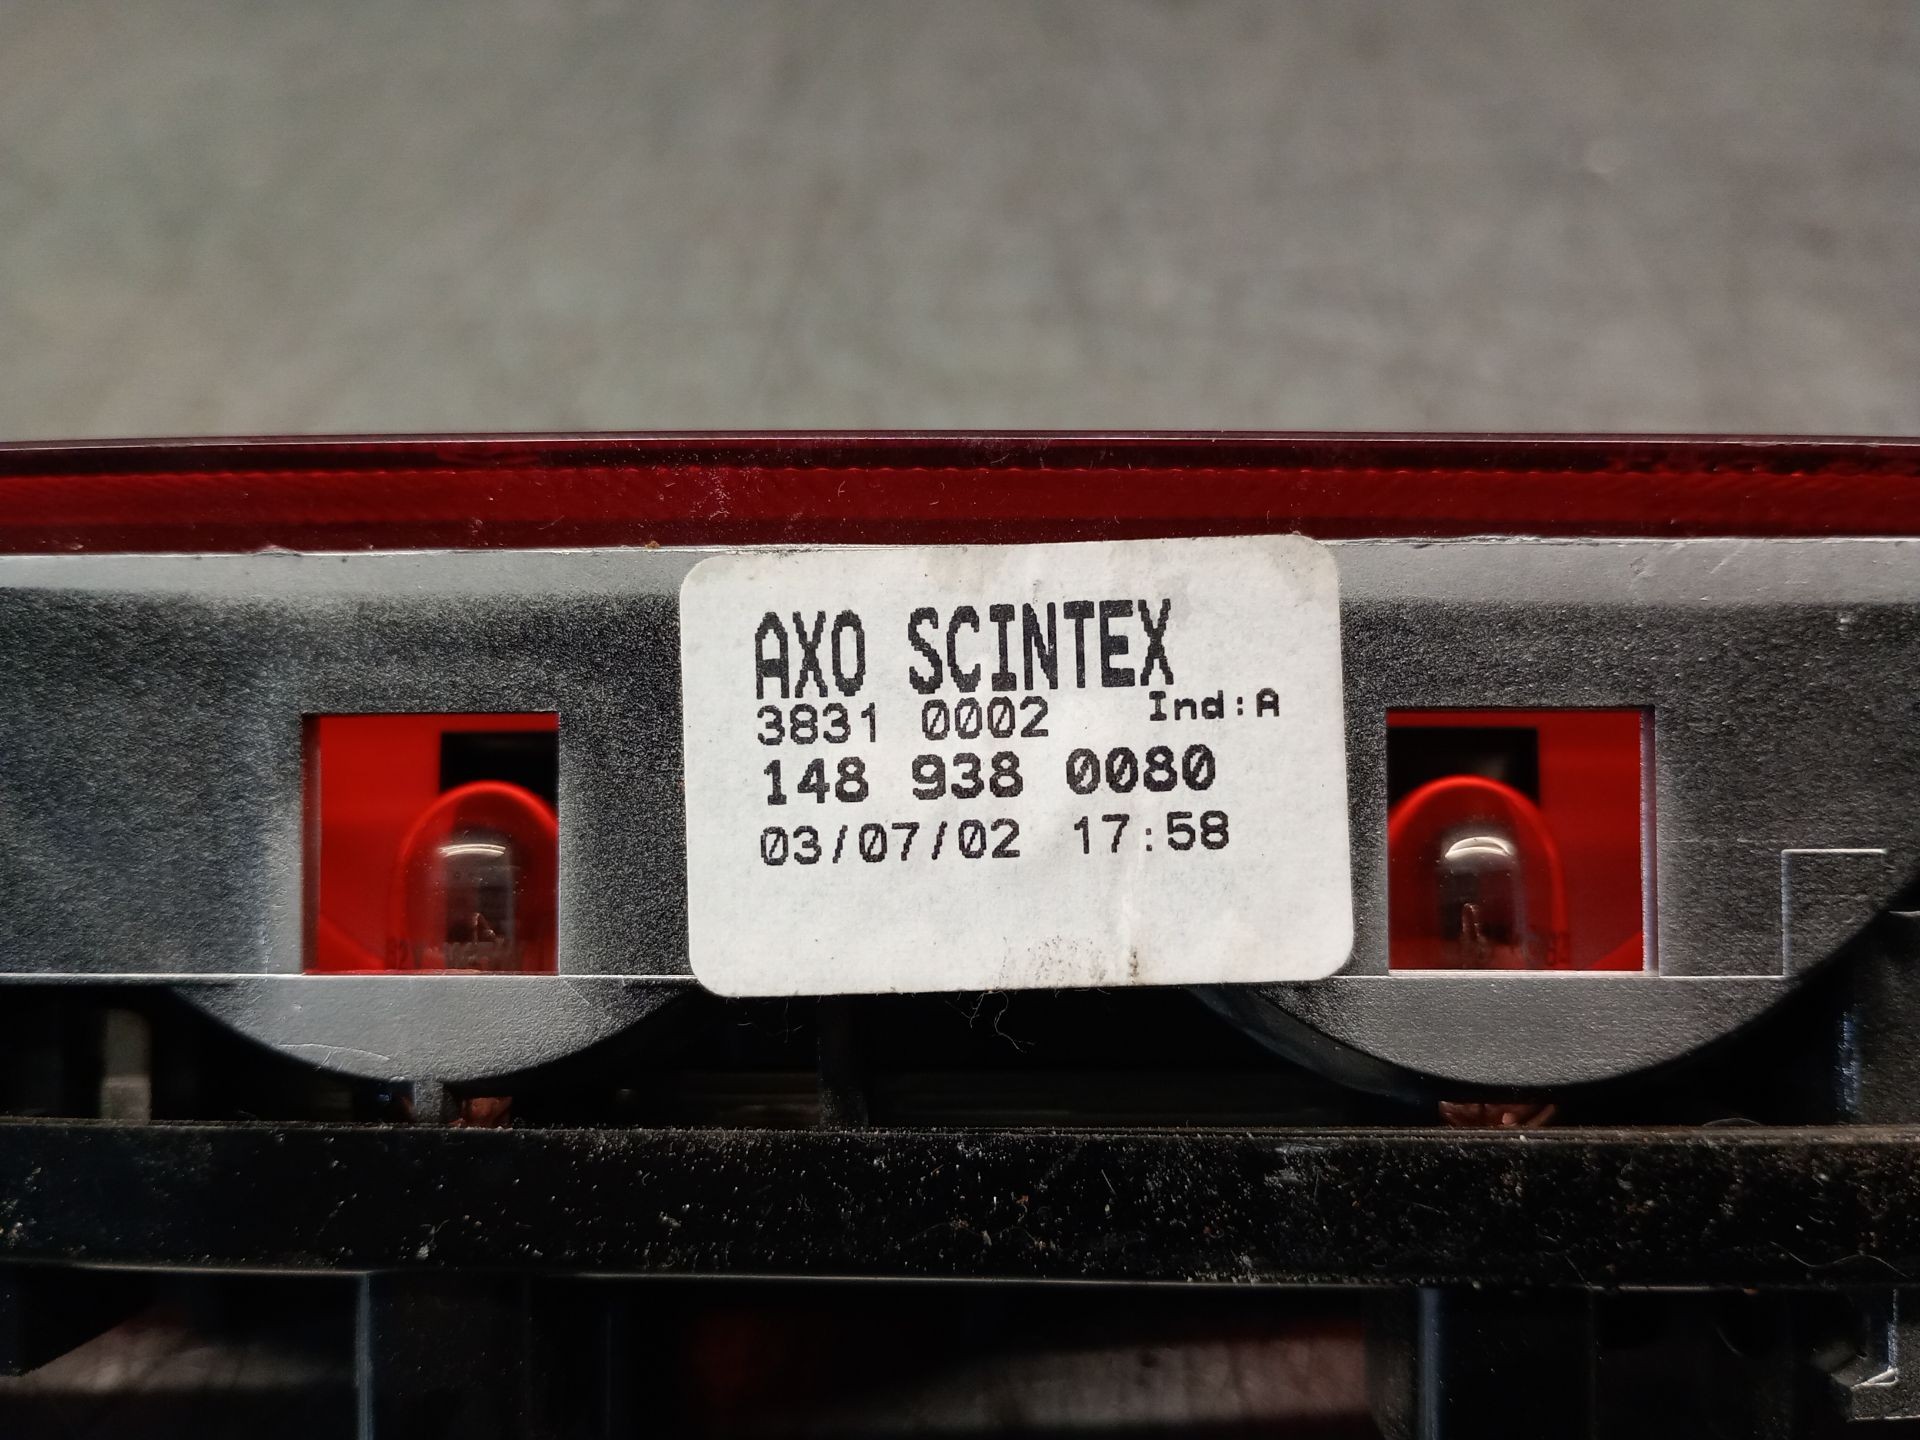 AXO SCINTEX
3831 0002 Ind:A
148 938 0080
03/07/02 17:58